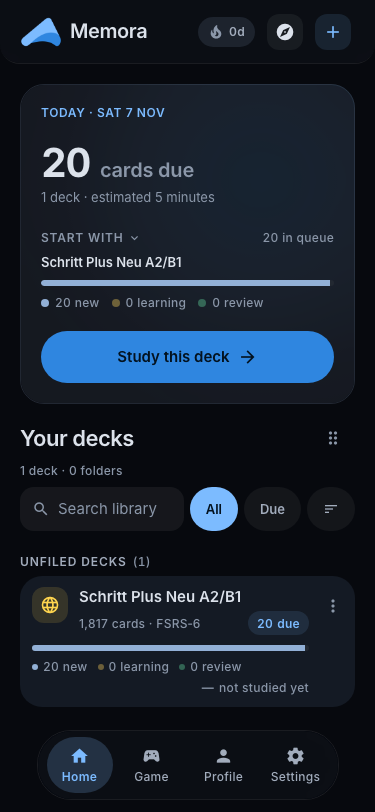 Memora
0d
TODAY · SAT 7 NOV
20 cards due
1 deck · estimated 5 minutes
START WITH
20 in queue
Schritt Plus Neu A2/B1
20 new
0 learning
0 review
Study this deck
Your decks
1 deck · 0 folders
Search library
All
Due
UNFILED DECKS (1)
Schritt Plus Neu A2/B1
1,817 cards · FSRS-6
20 due
20 new
0 learning
0 review
— not studied yet
Home
Game
Profile
Settings